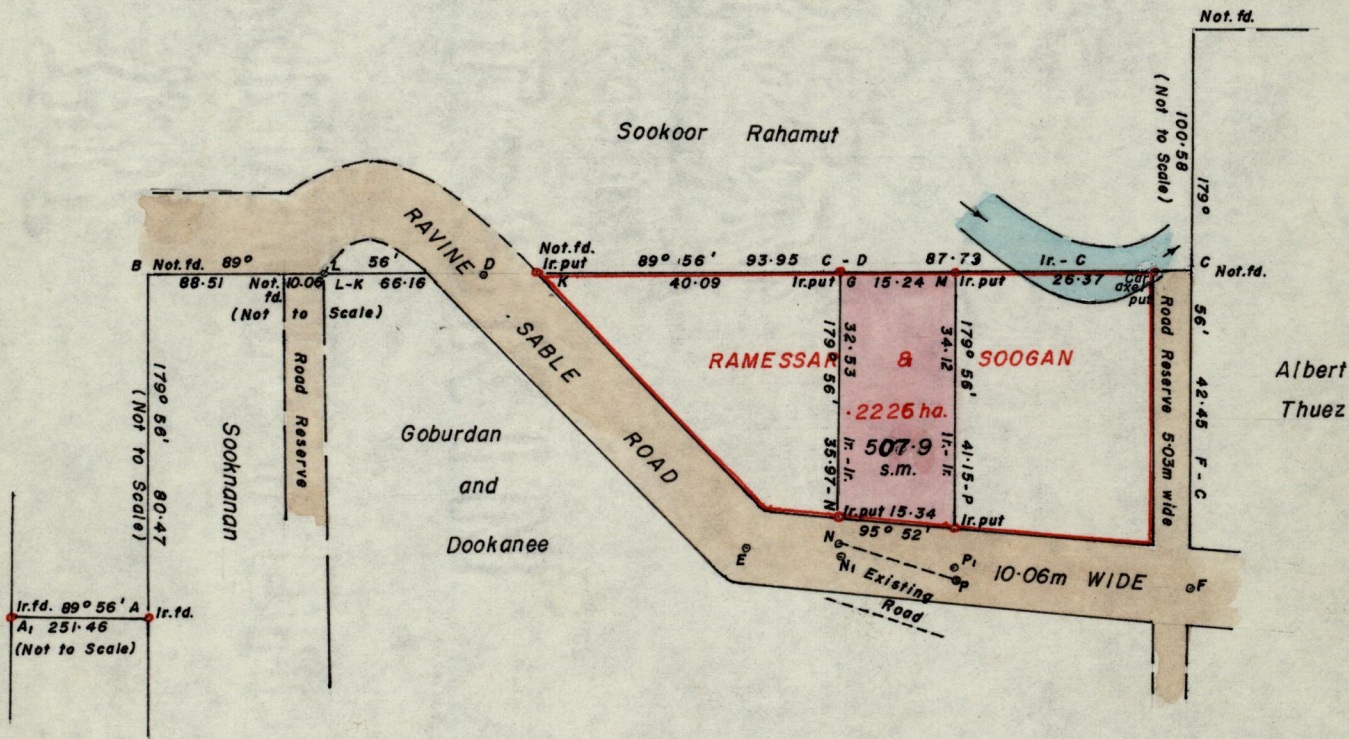 Not. fd.
(Not to Scale)
100·58
179°
Sookoor Rahamut
RAVINE SABLE ROAD
B Not. fd. 89° L 56' D
88.51 Not. fd. 10.06 L-K 66.16
(Not to Scale)
Not. fd.
Ir. put
K
89° 56' 93.95 C - D 87.73 Ir. - C
40.09 Ir. put G 15.24 M Ir. put 26.37
Car axel put
C
Not. fd.
179° 56' 80.47
(Not to Scale)
Sooknanan
Road Reserve
Goburdan
and
Dookanee
RAMESSAR & SOOGAN
·2226 ha.
507·9
s.m.
32.53 Ir. - Ir.
179° 56' 35.97-N
34.12 Ir. - Ir.
179° 56' 41.15-P
Road Reserve 5.03m wide
56' 42.45 F - C
Albert
Thuez
Ir. put 15.34 Ir. put
95° 52'
E
N
N1 Existing
Road
P1
P
10·06m WIDE
F
Ir. fd. 89° 56' A Ir. fd.
A1 251.46
(Not to Scale)